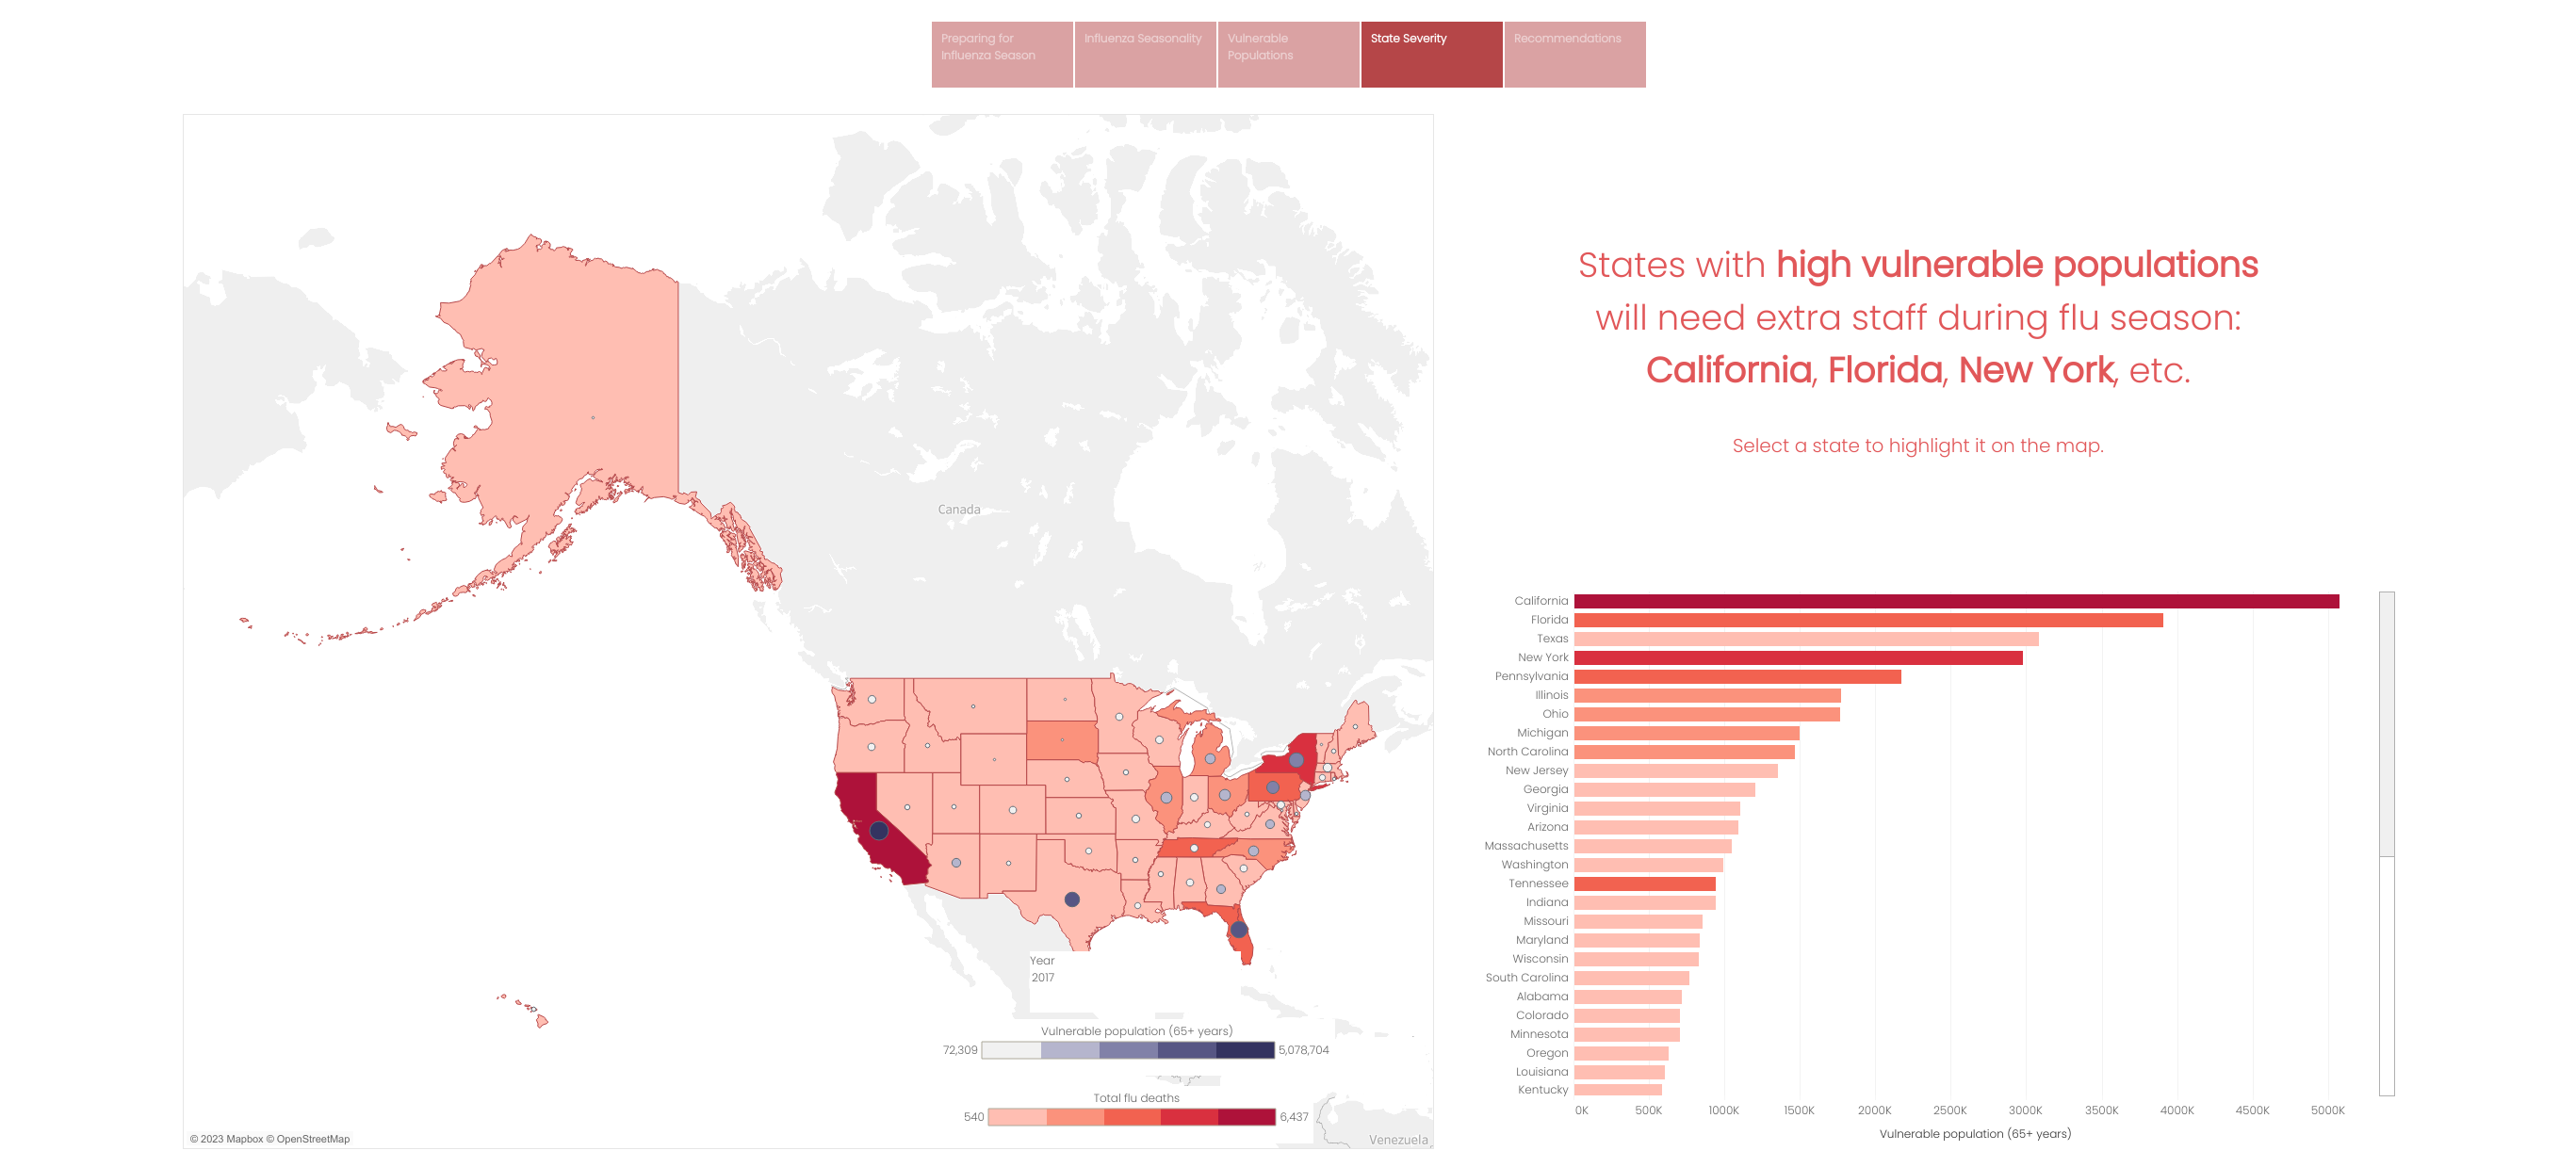 Preparing for
Influenza Season
Influenza Seasonality
Vulnerable
Populations
State Severity
Recommendations
States with high vulnerable populations
will need extra staff during flu season:
California, Florida, New York, etc.
Select a state to highlight it on the map.
Canada
Year
2017
Vulnerable population (65+ years)
72,309
5,078,704
Total flu deaths
540
6,437
Venezuela
© 2023 Mapbox © OpenStreetMap
California
Florida
Texas
New York
Pennsylvania
Illinois
Ohio
Michigan
North Carolina
New Jersey
Georgia
Virginia
Arizona
Massachusetts
Washington
Tennessee
Indiana
Missouri
Maryland
Wisconsin
South Carolina
Alabama
Colorado
Minnesota
Oregon
Louisiana
Kentucky
0K 500K 1000K 1500K 2000K 2500K 3000K 3500K 4000K 4500K 5000K
Vulnerable population (65+ years)